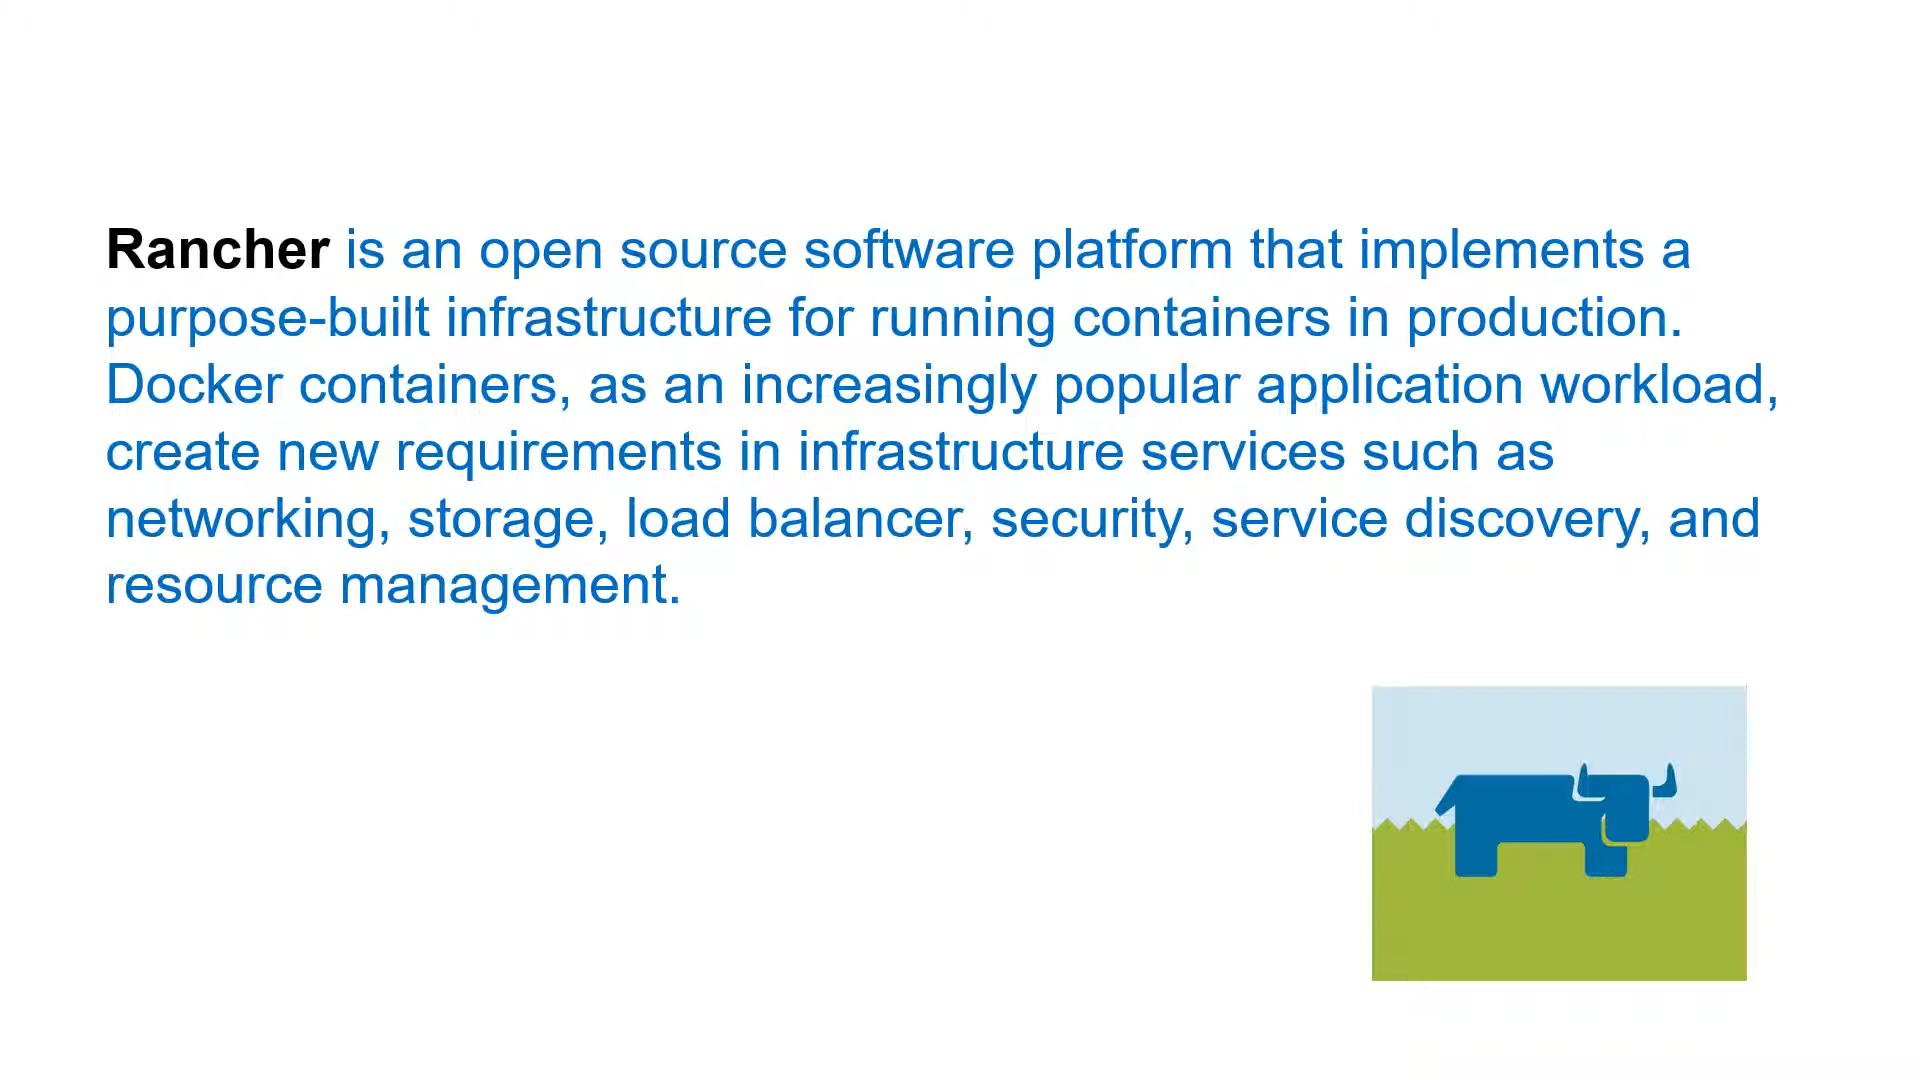 Rancher is an open source software platform that implements a
purpose-built infrastructure for running containers in production.
Docker containers, as an increasingly popular application workload,
create new requirements in infrastructure services such as
networking, storage, load balancer, security, service discovery, and
resource management.